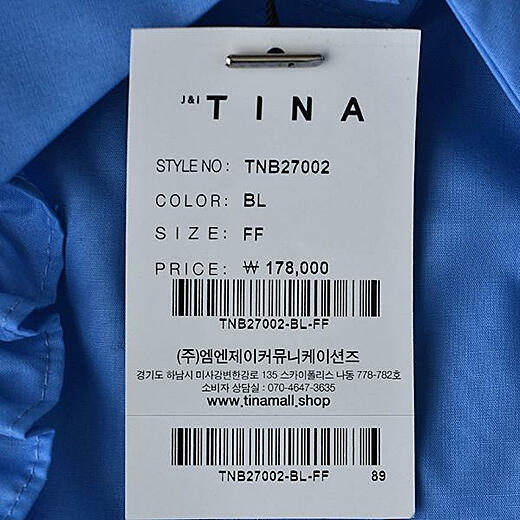 J&I TINA
STYLE NO: TNB27002
COLOR: BL
SIZE: FF
PRICE: ₩ 178,000
TNB27002-BL-FF
(주)엠엔제이커뮤니케이션즈
경기도 하남시 미사강변한강로 135 스카이폴리스 나동 778-782호
소비자 상담실 : 070-4647-3635
www.tinamall.shop
TNB27002-BL-FF 89